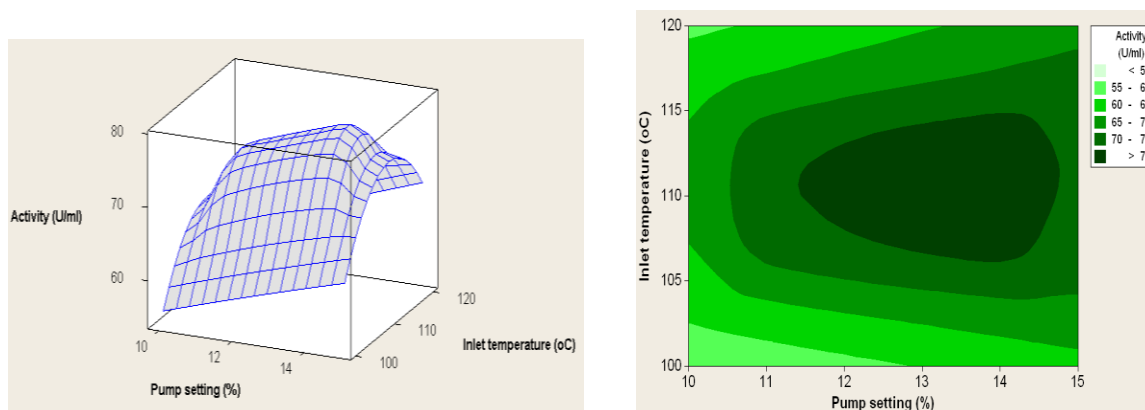 80
70
60
Activity (U/ml)
10
12
14
Pump setting (%)
100
110
120
Inlet temperature (oC)
120
115
110
105
100
Inlet temperature (oC)
10
11
12
13
14
15
Pump setting (%)
Activity
(U/ml)
< 5
55 - 6
60 - 6
65 - 7
70 - 7
> 7